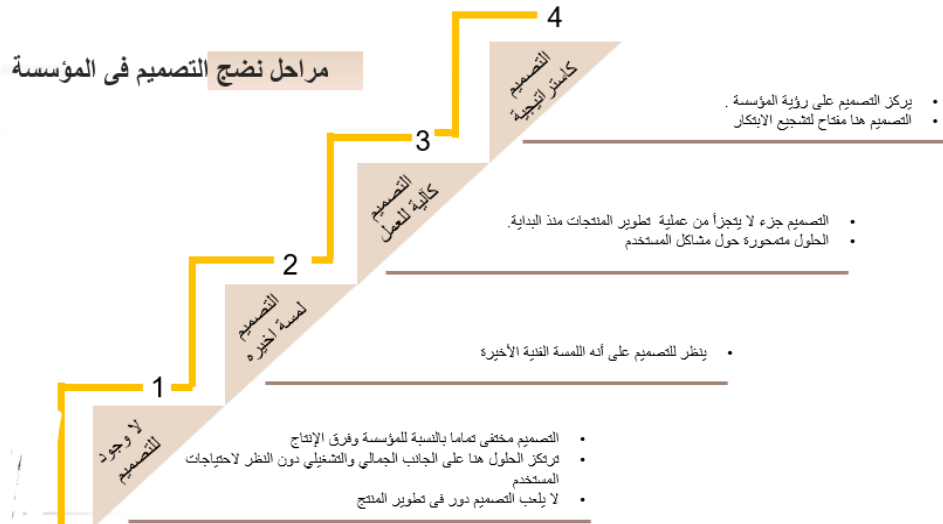 مراحل نضج التصميم فى المؤسسة
4
التصميم
كاستراتيجية
• يركز التصميم على رؤية المؤسسة .
• التصميم هنا مفتاح لتشجيع الابتكار
3
التصميم
كآلية للعمل
• التصميم جزء لا يتجزأ من عملية تطوير المنتجات منذ البداية.
• الحلول متمحورة حول مشاكل المستخدم
2
التصميم
لمسة اخيره
• ينظر للتصميم على أنه اللمسة الفنية الأخيرة
1
لا وجود
للتصميم
• التصميم مختفى تماما بالنسبة للمؤسسة وفرق الإنتاج
• ترتكز الحلول هنا على الجانب الجمالي والتشغيلي دون النظر لاحتياجات
المستخدم
• لا يلعب التصميم دور فى تطوير المنتج